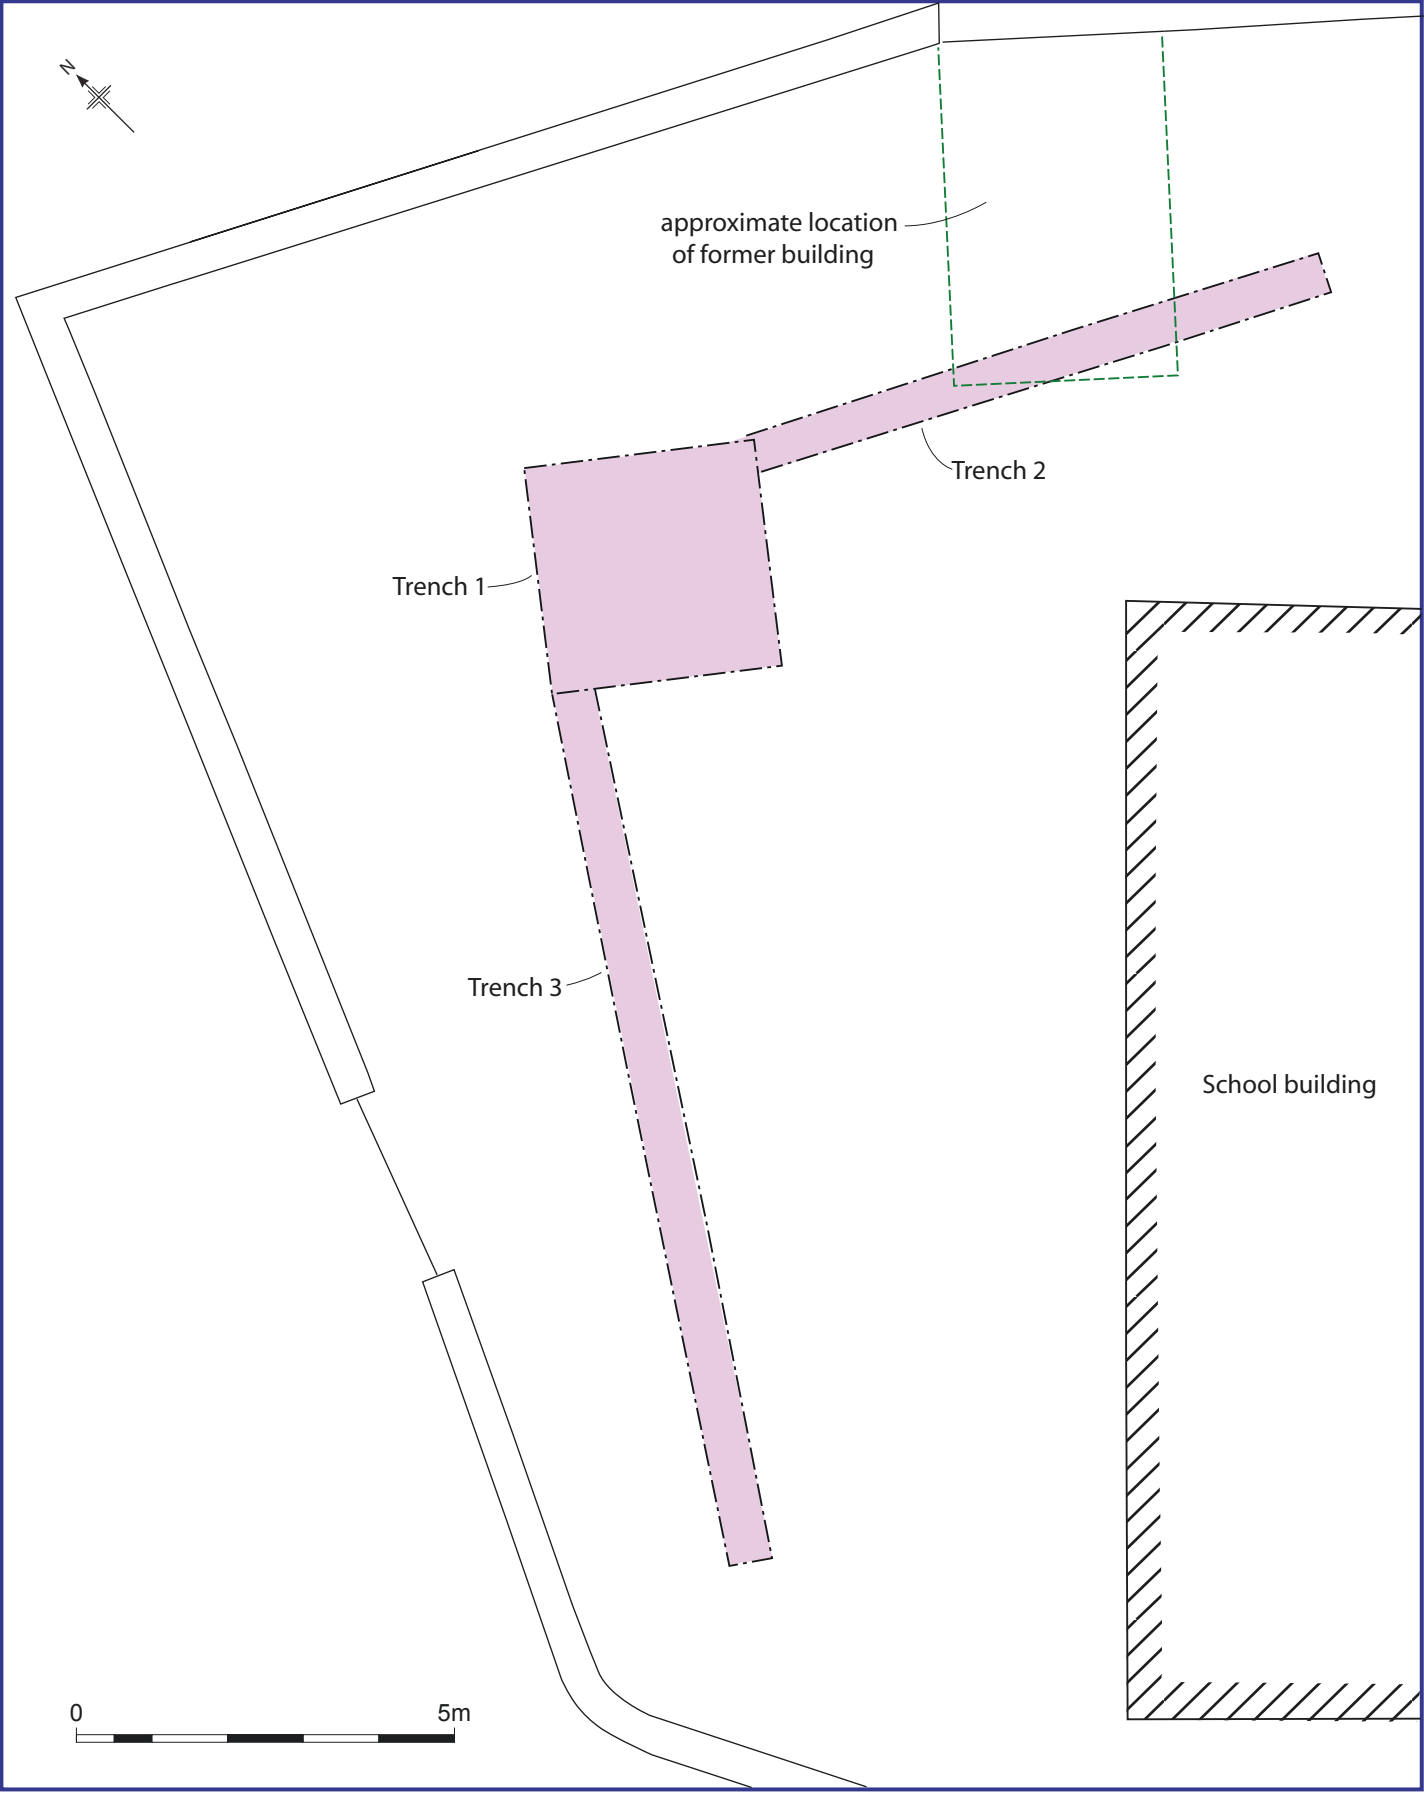 N
approximate location
of former building
Trench 2
Trench 1
Trench 3
School building
0 5m